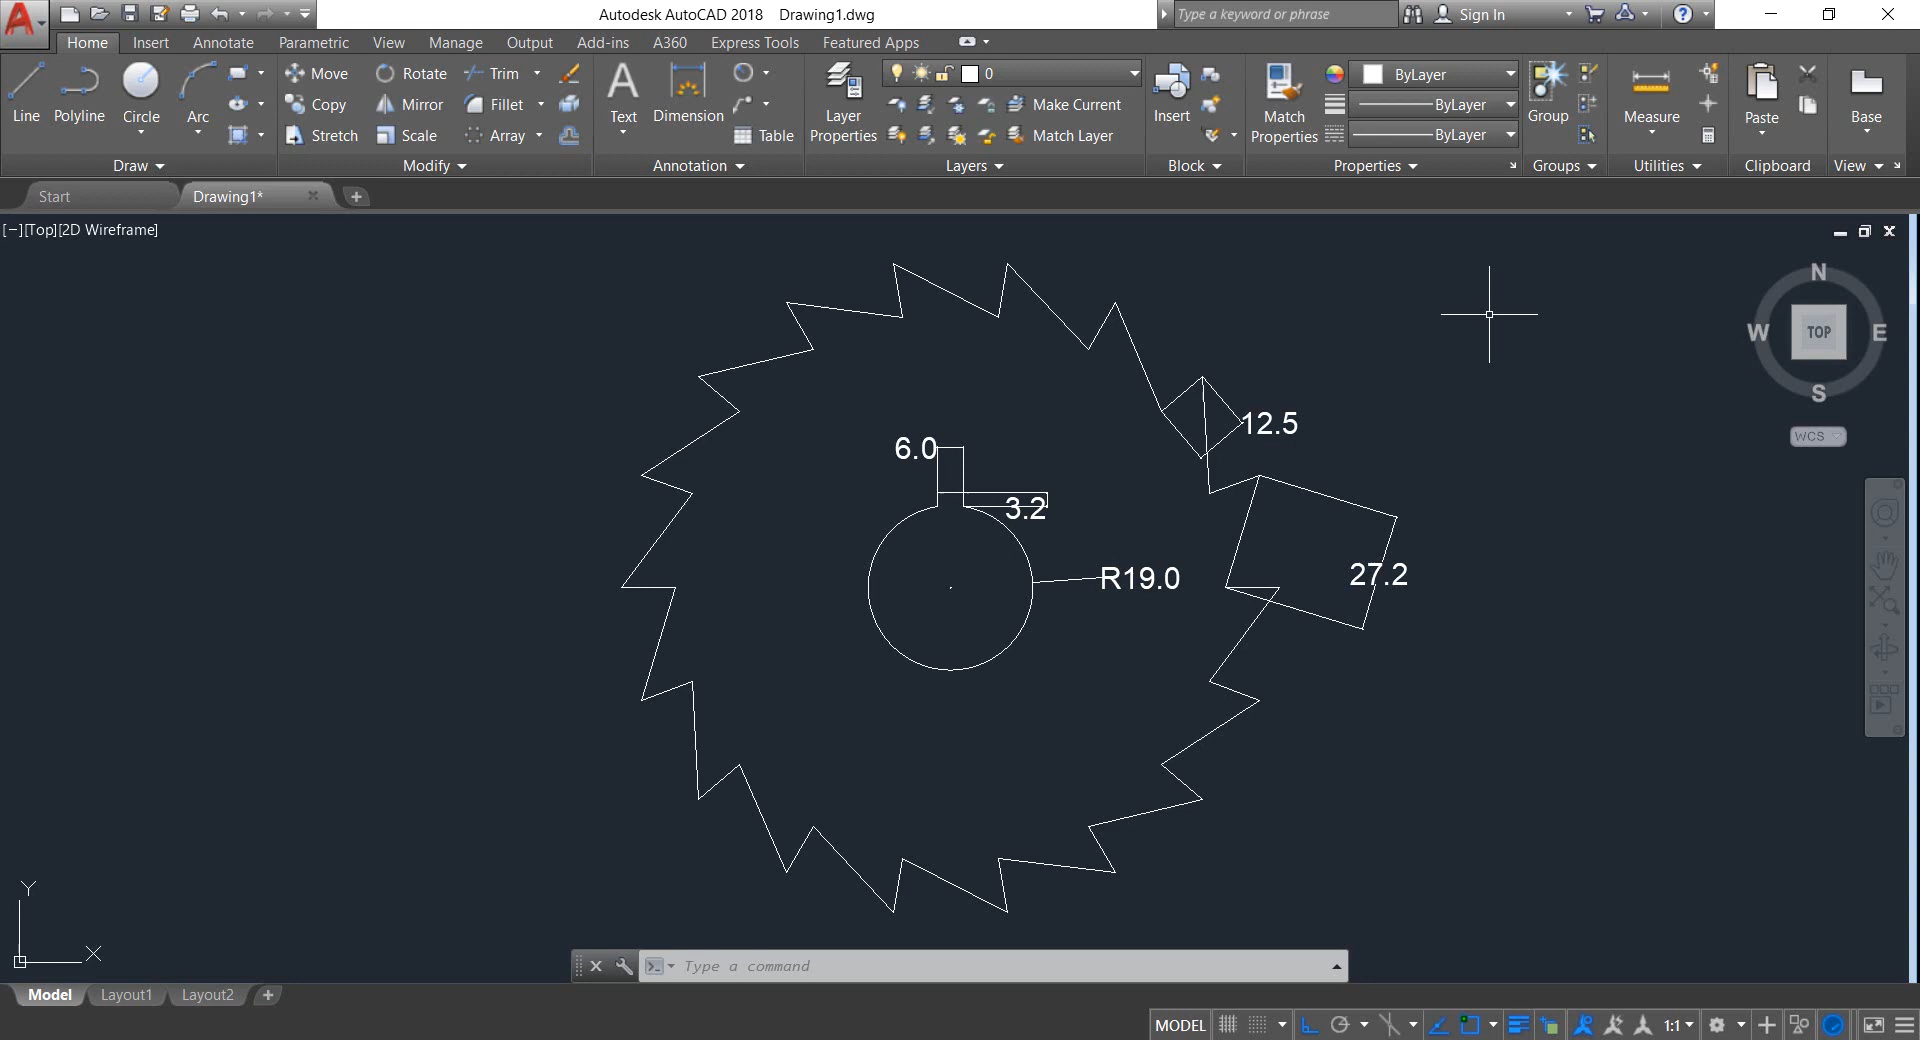 Autodesk AutoCAD 2018 Drawing1.dwg
Type a keyword or phrase
Sign In
Home Insert Annotate Parametric View Manage Output Add-ins A360 Express Tools Featured Apps
Line
Polyline
Circle
Arc
Move Rotate Trim
Copy Mirror Fillet
Stretch Scale Array
Text
Dimension
Table
Layer Properties
0
Make Current
Match Layer
Insert
Match Properties
ByLayer
ByLayer
ByLayer
Group
Measure
Paste
Base
Draw Modify Annotation Layers Block Properties Groups Utilities Clipboard View
Start Drawing1*
[−][Top][2D Wireframe]
N
W TOP E
S
WCS
12.5
6.0
3.2
R19.0
27.2
Y
X
Type a command
Model Layout1 Layout2
MODEL 1:1